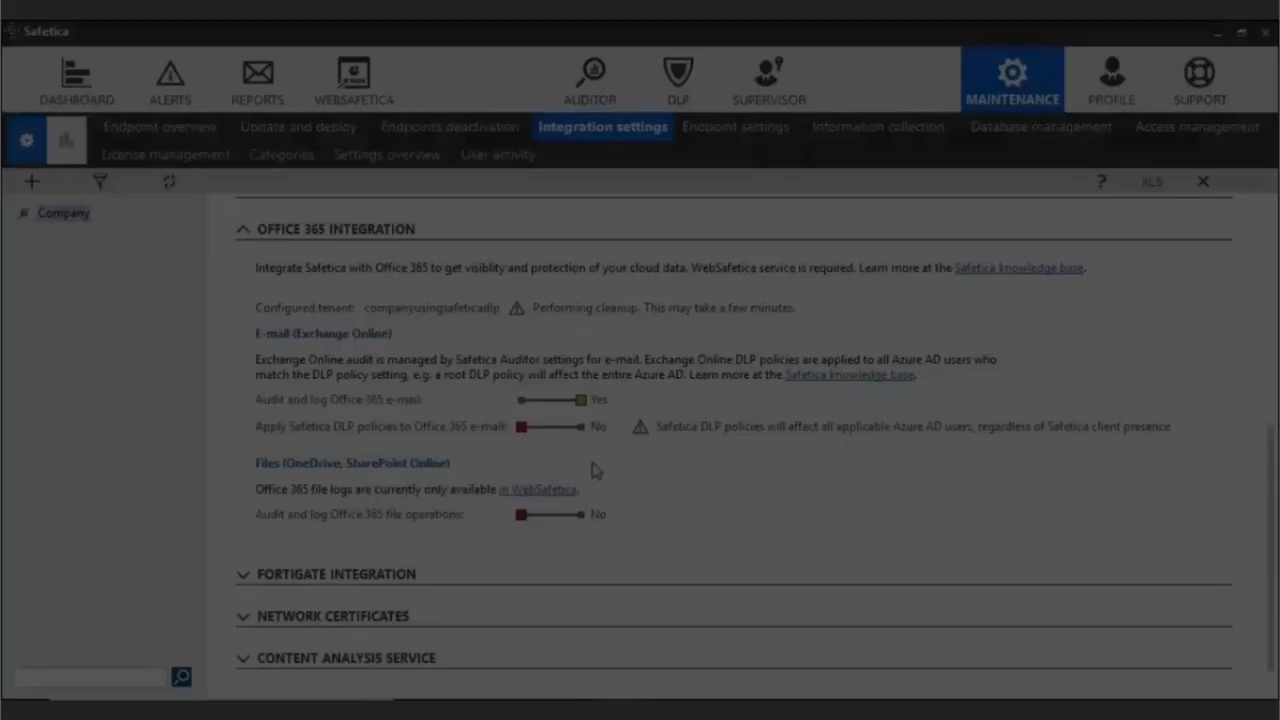 Safetica
DASHBOARD ALERTS REPORTS WEBSAFETICA AUDITOR DLP SUPERVISOR MAINTENANCE PROFILE SUPPORT
Endpoint overview Update and deploy Endpoints deactivation Integration settings Endpoint settings Information collection Database management Access management
License management Categories Settings overview User activity
?
Company
OFFICE 365 INTEGRATION
Integrate Safetica with Office 365 to get visiblity and protection of your cloud data. WebSafetica service is required. Learn more at the Safetica knowledge base.
Configured tenant: companyusingsafeticadlp Performing cleanup. This may take a few minutes.
E-mail (Exchange Online)
Exchange Online audit is managed by Safetica Auditor settings for e-mail. Exchange Online DLP policies are applied to all Azure AD users who
match the DLP policy setting, e.g. a root DLP policy will affect the entire Azure AD. Learn more at the Safetica knowledge base.
Audit and log Office 365 e-mail: Yes
Apply Safetica DLP policies to Office 365 e-mail: No Safetica DLP policies will affect all applicable Azure AD users, regardless of Safetica client presence
Files (OneDrive, SharePoint Online)
Office 365 file logs are currently only available in WebSafetica.
Audit and log Office 365 file operations: No
FORTIGATE INTEGRATION
NETWORK CERTIFICATES
CONTENT ANALYSIS SERVICE